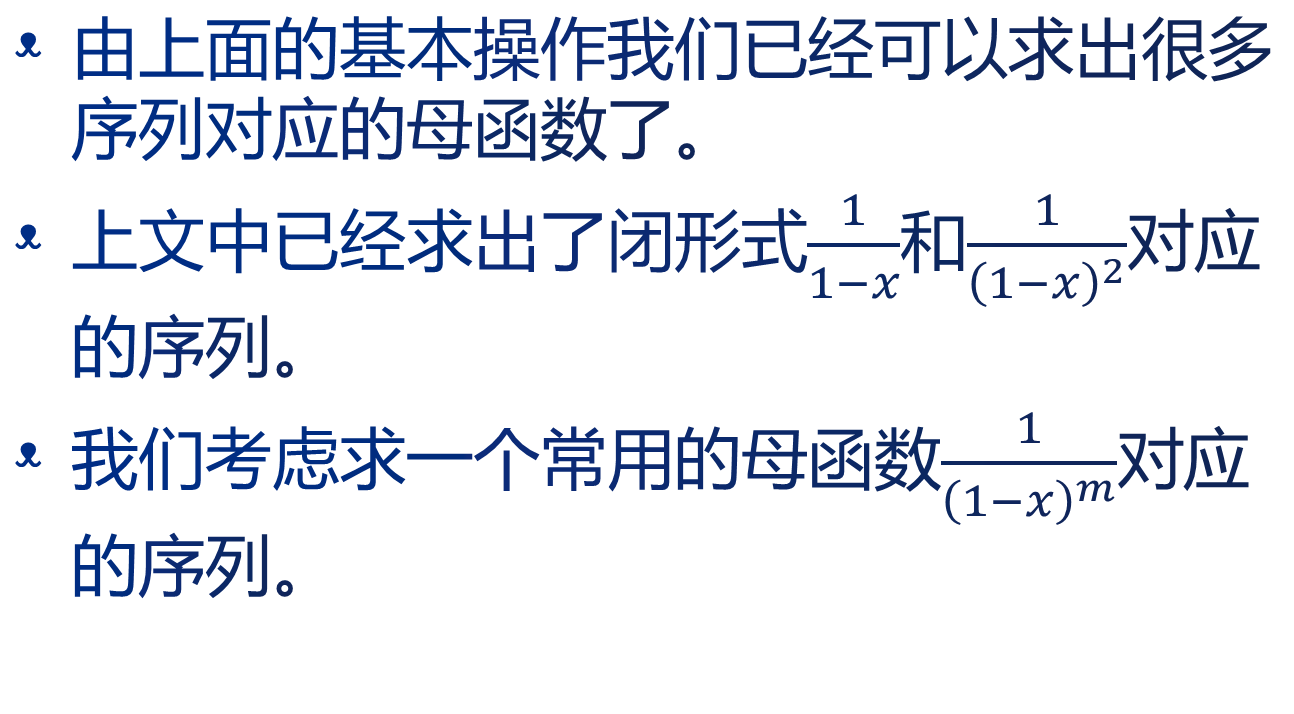 由上面的基本操作我们已经可以求出很多
序列对应的母函数了。
上文中已经求出了闭形式$\frac{1}{1-x}$和$\frac{1}{(1-x)^2}$对应
的序列。
我们考虑求一个常用的母函数$\frac{1}{(1-x)^m}$对应
的序列。